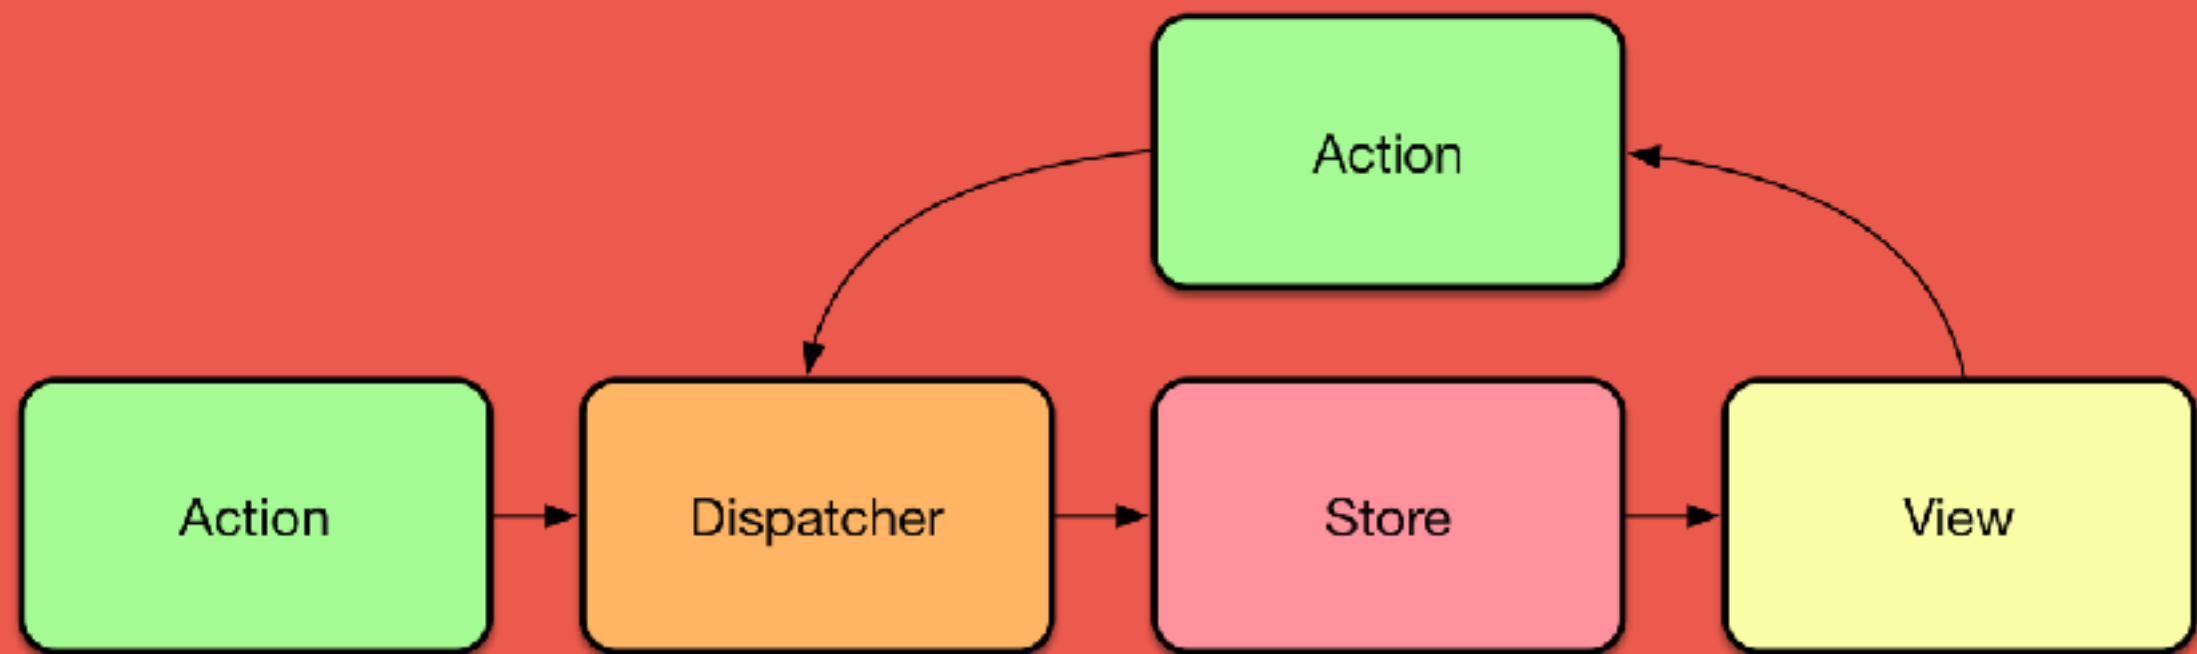 Action
Action
Dispatcher
Store
View